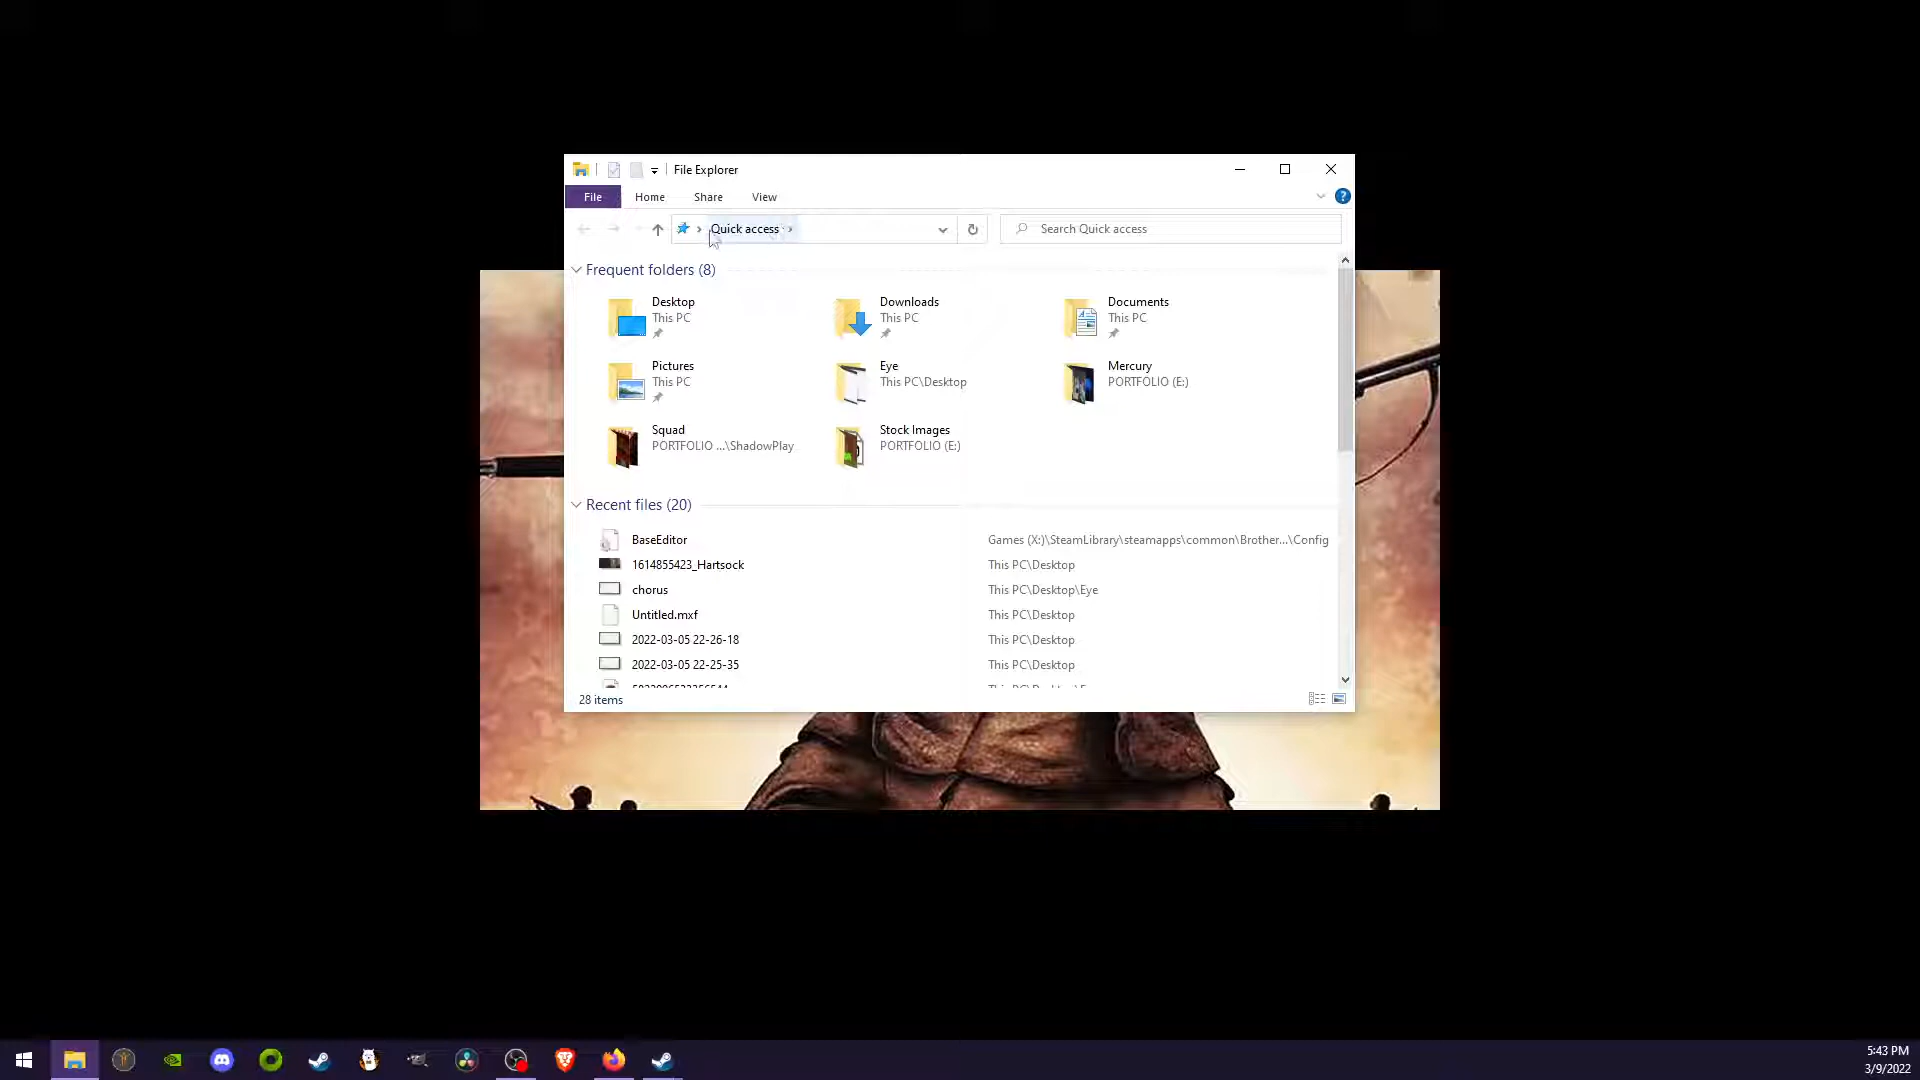 File Explorer
File Home Share View
Quick access
Search Quick access
Frequent folders (8)
Desktop
This PC
Downloads
This PC
Documents
This PC
Pictures
This PC
Eye
This PC\Desktop
Mercury
PORTFOLIO (E:)
Squad
PORTFOLIO ...\ShadowPlay
Stock Images
PORTFOLIO (E:)
Recent files (20)
BaseEditor Games (X:)\SteamLibrary\steamapps\common\Brother...\Config
1614855423_Hartsock This PC\Desktop
chorus This PC\Desktop\Eye
Untitled.mxf This PC\Desktop
2022-03-05 22-26-18 This PC\Desktop
2022-03-05 22-25-35 This PC\Desktop
28 items
5:43 PM
3/9/2022